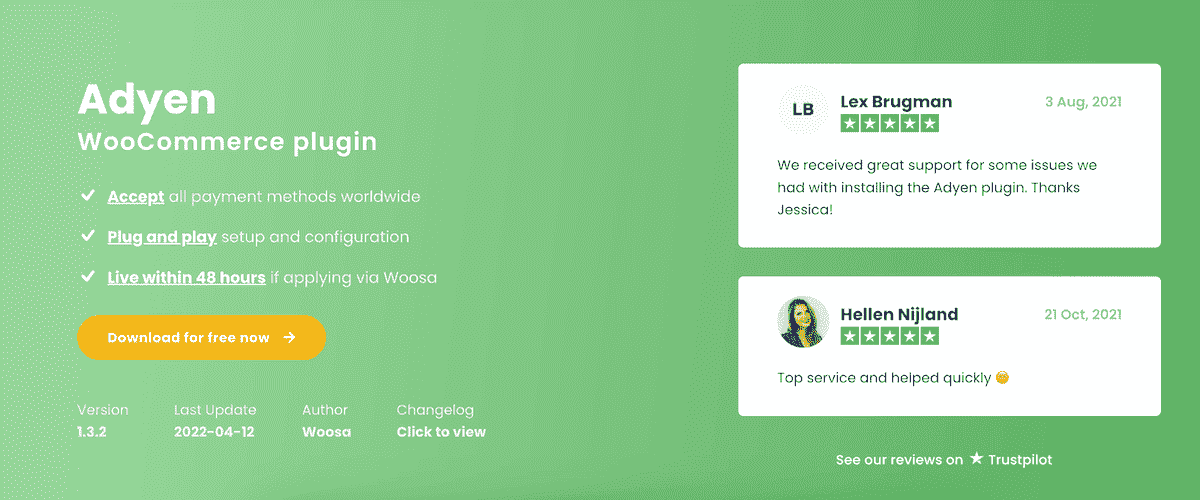 Adyen
WooCommerce plugin
Accept all payment methods worldwide
Plug and play setup and configuration
Live within 48 hours if applying via Woosa
Download for free now
Version Last Update Author Changelog
1.3.2 2022-04-12 Woosa Click to view
LB Lex Brugman 3 Aug, 2021
We received great support for some issues we
had with installing the Adyen plugin. Thanks
Jessica!
Hellen Nijland 21 Oct, 2021
Top service and helped quickly
See our reviews on Trustpilot